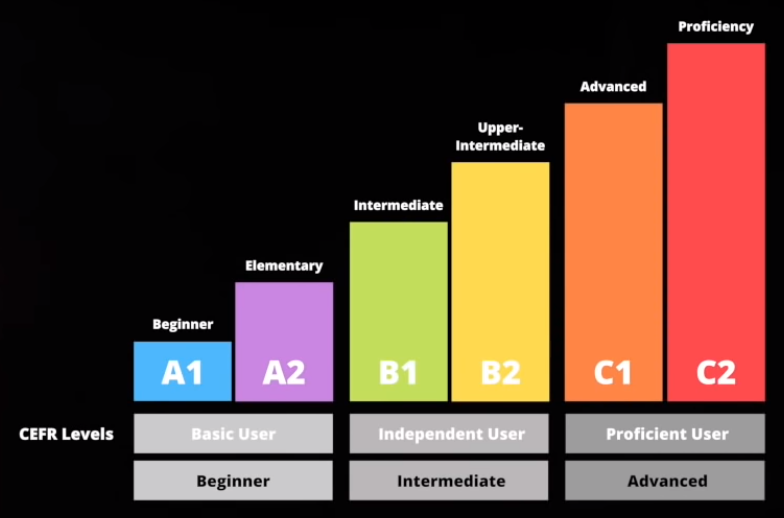 Proficiency
Advanced
Upper-
Intermediate
Intermediate
Elementary
Beginner
A1 A2 B1 B2 C1 C2
CEFR Levels Basic User Independent User Proficient User
Beginner Intermediate Advanced